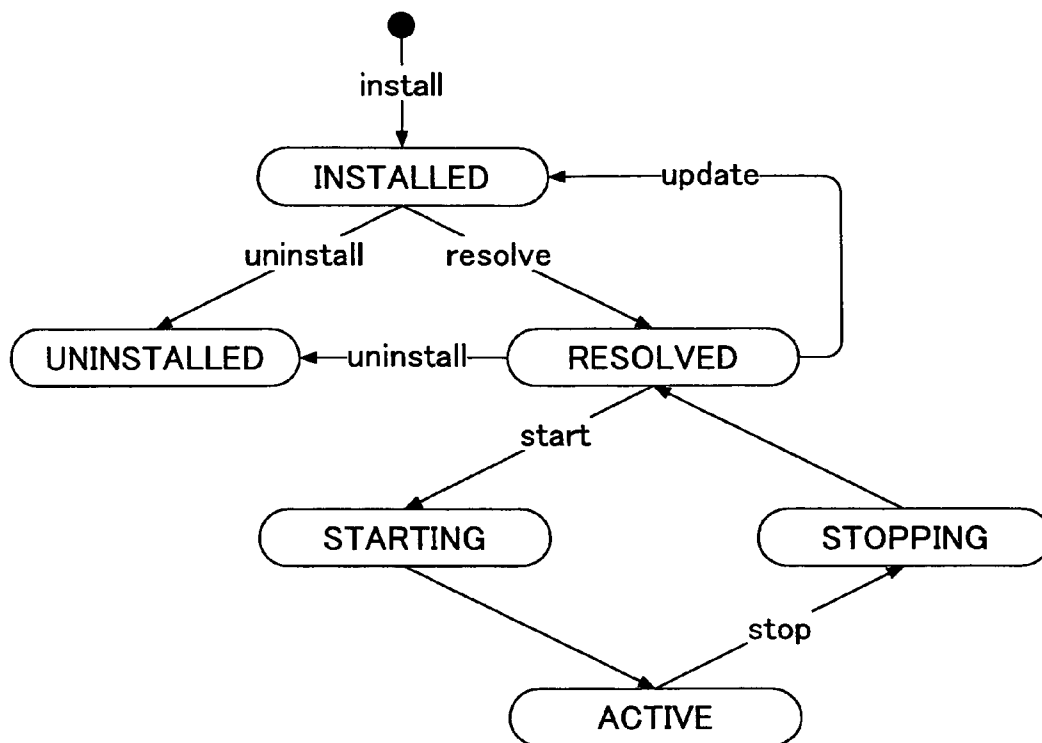 install
INSTALLED
update
uninstall
resolve
UNINSTALLED
uninstall
RESOLVED
start
STARTING
STOPPING
stop
ACTIVE